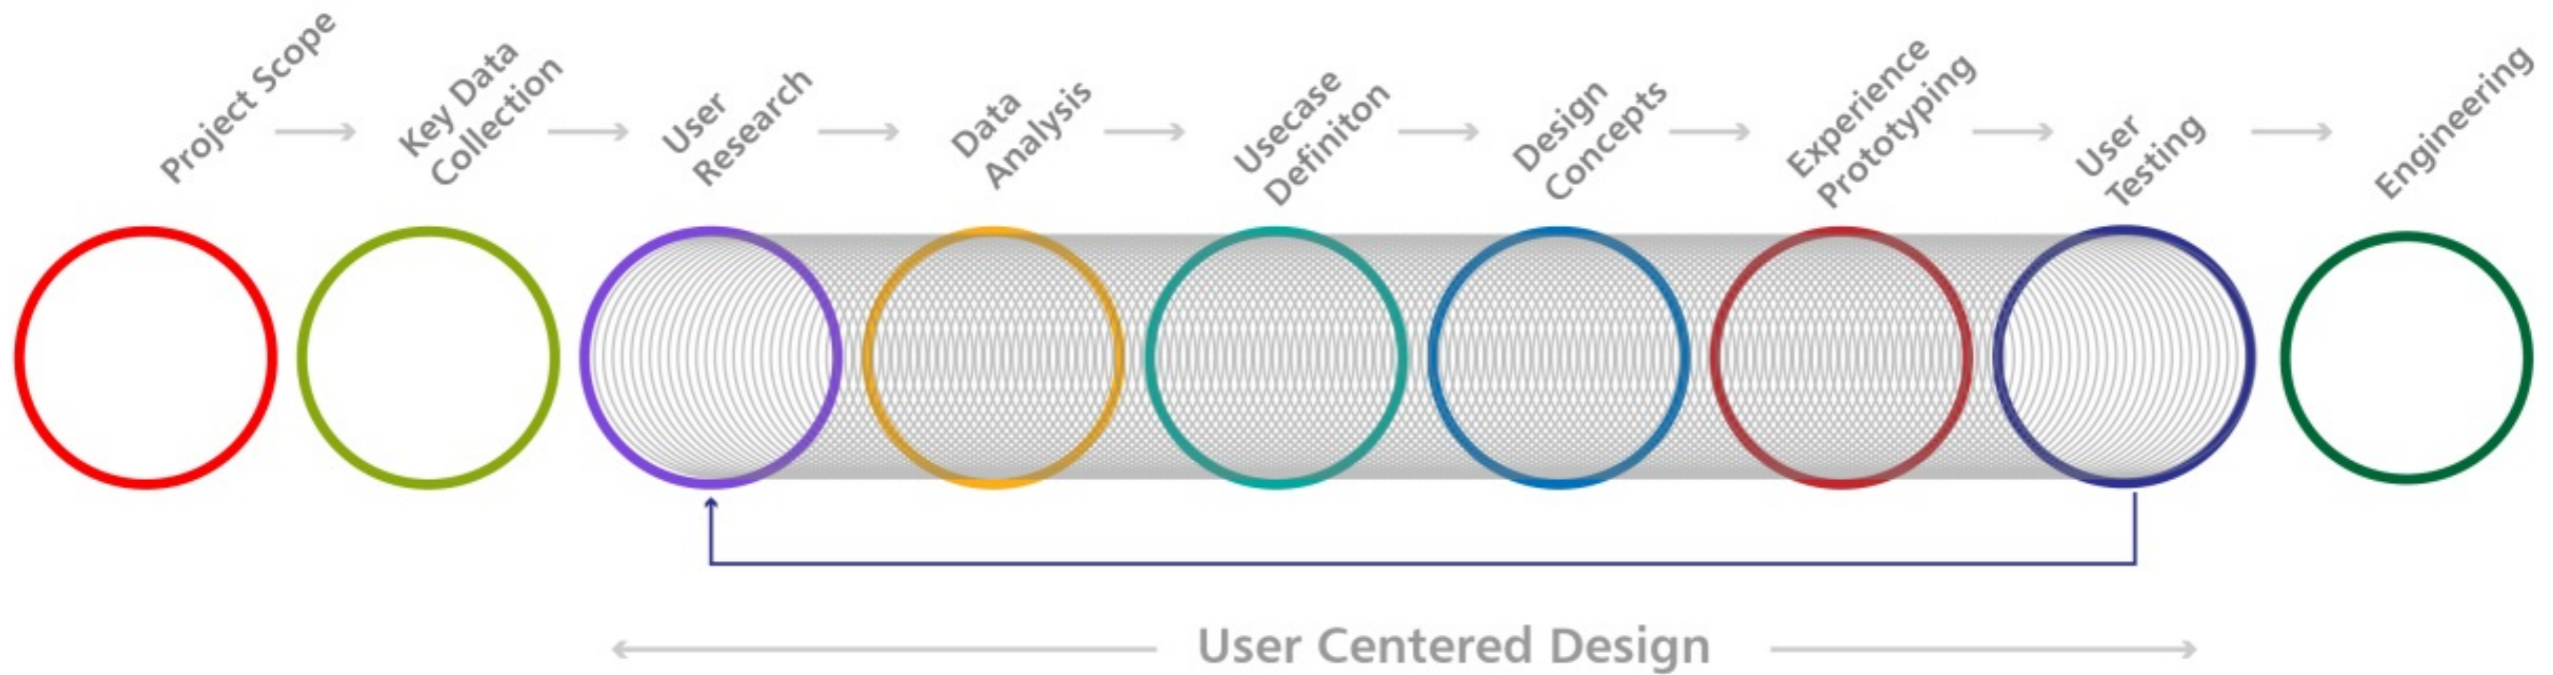 Project Scope
Key Data
Collection
User
Research
Data
Analysis
Usecase
Definiton
Design
Concepts
Experience
Prototyping
User
Testing
Engineering
User Centered Design